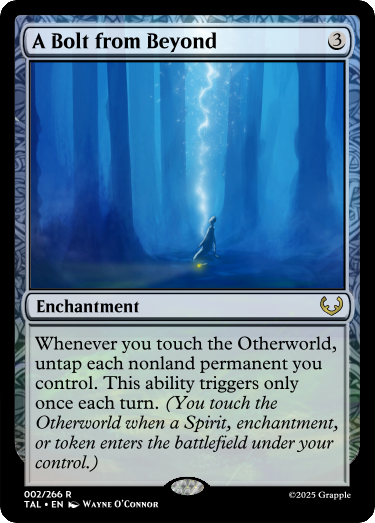 A Bolt from Beyond 3
Enchantment
Whenever you touch the Otherworld,
untap each nonland permanent you
control. This ability triggers only
once each turn. (You touch the
Otherworld when a Spirit, enchantment,
or token enters the battlefield under your
control.)
002/266 R
TAL • EN Wayne O'Connor
©2025 Grapple